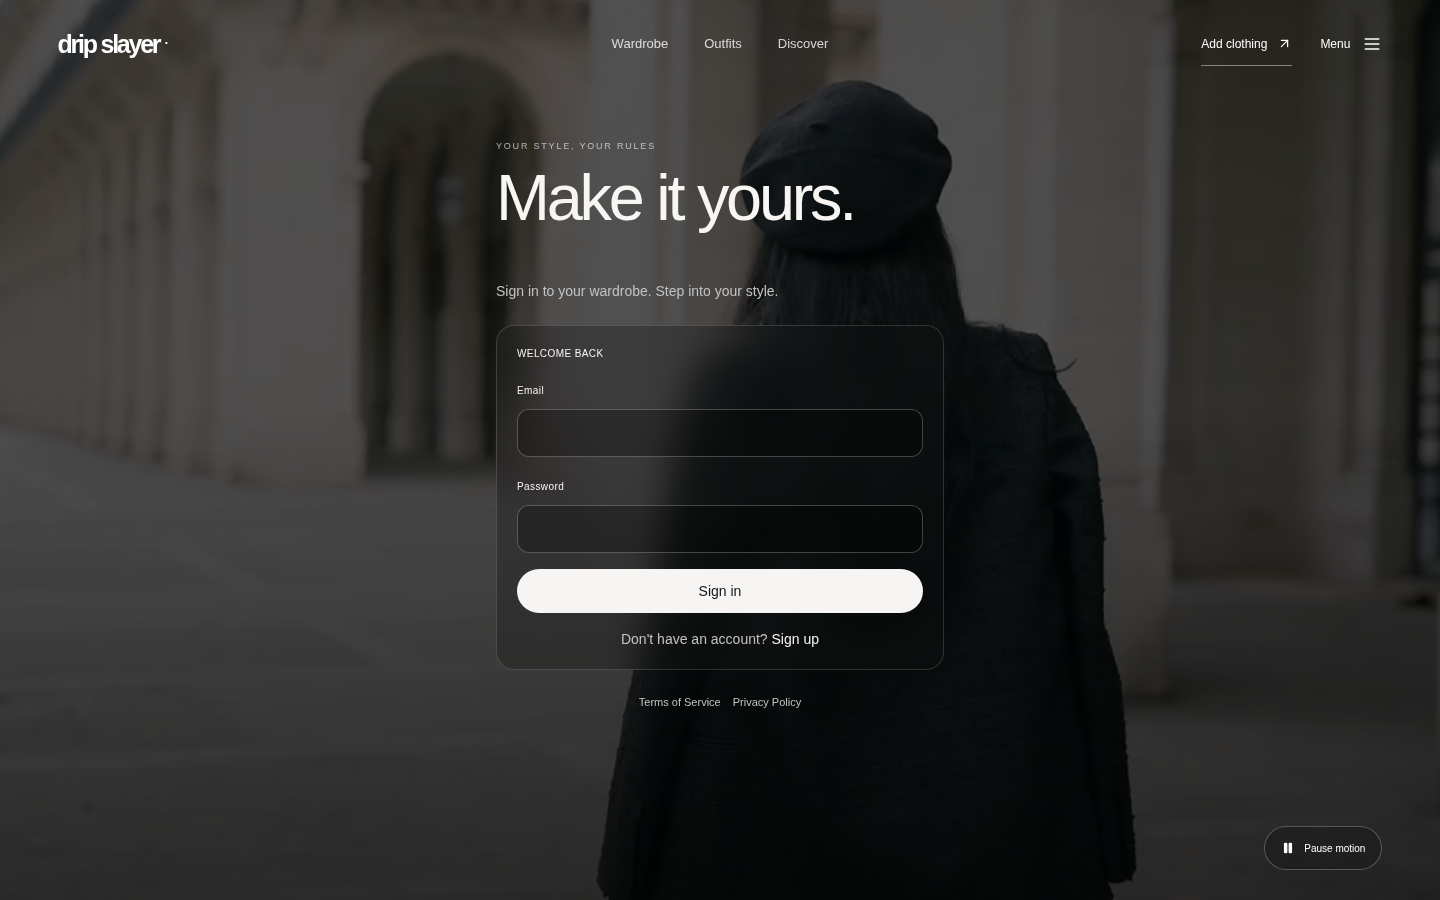 drip slayer
Wardrobe
Outfits
Discover
Add clothing
Menu
YOUR STYLE, YOUR RULES
Make it yours.
Sign in to your wardrobe. Step into your style.
WELCOME BACK
Email
Password
Sign in
Don't have an account? Sign up
Terms of Service
Privacy Policy
Pause motion